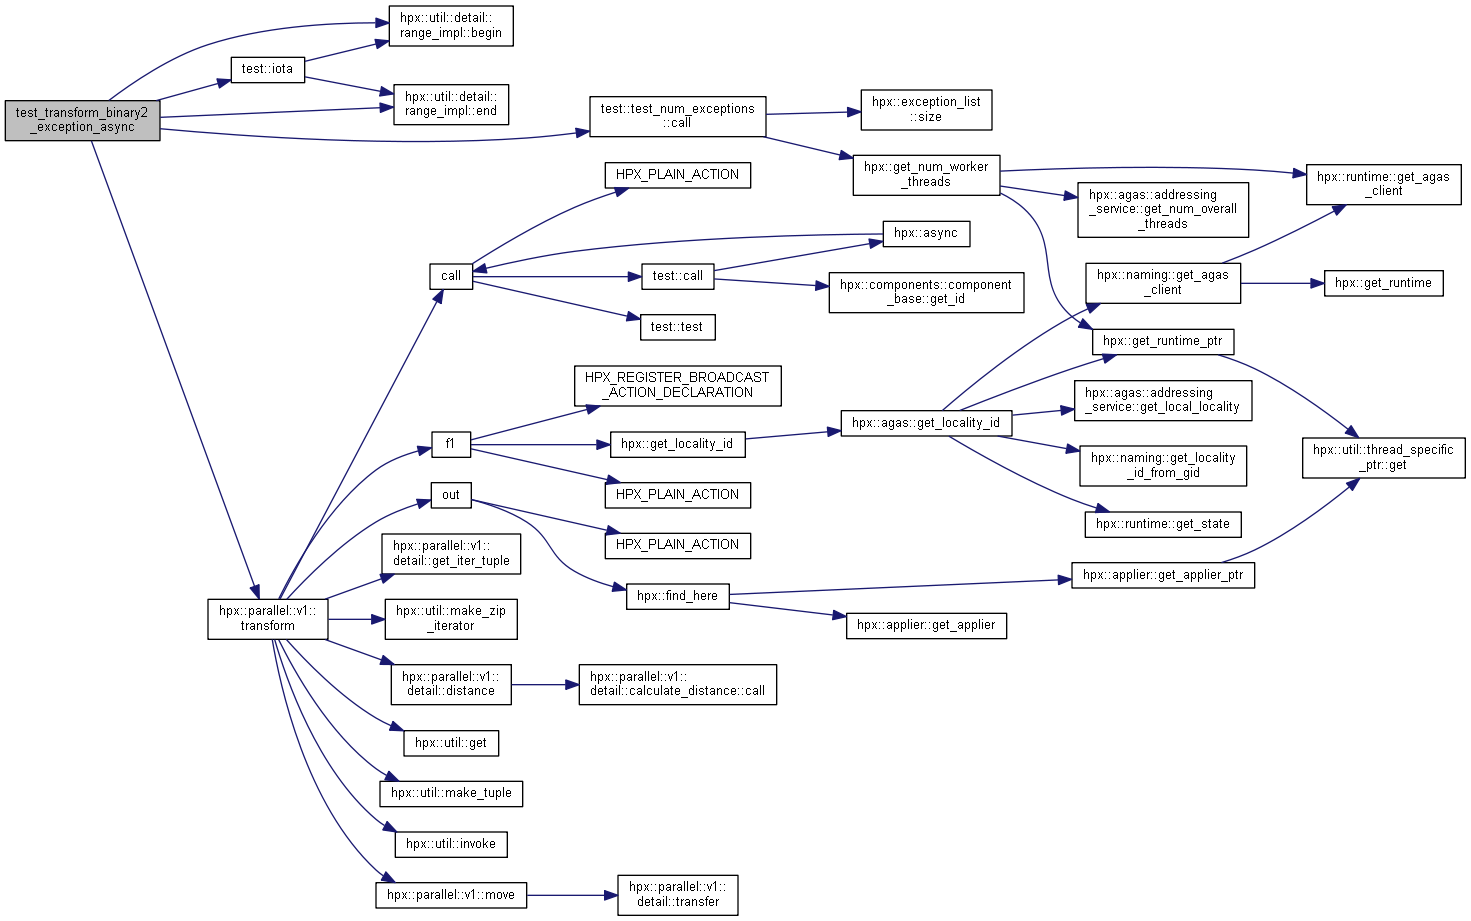 hpx::util::detail::
range_impl::begin
test::iota
hpx::util::detail::
range_impl::end
test_transform_binary2
_exception_async
test::test_num_exceptions
::call
hpx::exception_list
::size
HPX_PLAIN_ACTION
hpx::get_num_worker
_threads
hpx::runtime::get_agas
_client
hpx::agas::addressing
_service::get_num_overall
_threads
hpx::async
call
test::call
hpx::components::component
_base::get_id
hpx::naming::get_agas
_client
hpx::get_runtime
test::test
hpx::get_runtime_ptr
HPX_REGISTER_BROADCAST
_ACTION_DECLARATION
hpx::agas::addressing
_service::get_local_locality
f1
hpx::get_locality_id
hpx::agas::get_locality_id
hpx::util::thread_specific
_ptr::get
hpx::naming::get_locality
_id_from_gid
out
HPX_PLAIN_ACTION
hpx::runtime::get_state
HPX_PLAIN_ACTION
hpx::parallel::v1::
detail::get_iter_tuple
hpx::find_here
hpx::applier::get_applier_ptr
hpx::parallel::v1::
transform
hpx::util::make_zip
_iterator
hpx::applier::get_applier
hpx::parallel::v1::
detail::distance
hpx::parallel::v1::
detail::calculate_distance::call
hpx::util::get
hpx::util::make_tuple
hpx::util::invoke
hpx::parallel::v1::move
hpx::parallel::v1::
detail::transfer